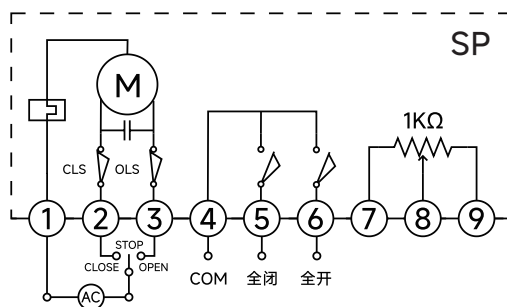 SP
M
1KΩ
CLS OLS
1 2 3 4 5 6 7 8 9
STOP
CLOSE OPEN
COM 全闭 全开
AC